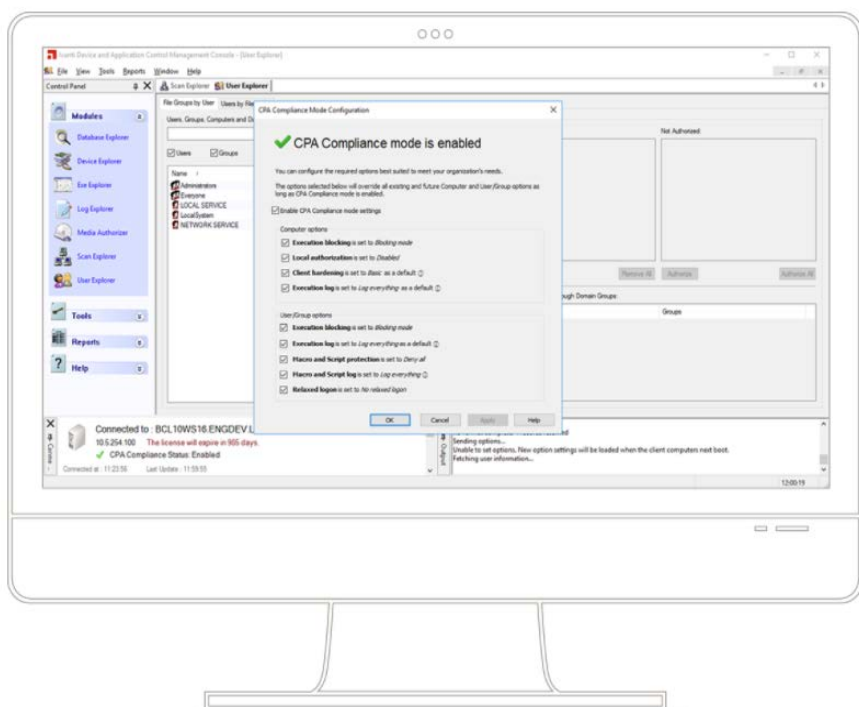 Ivanti Device and Application Control Management Console - [User Explorer]
File View Tools Reports Window Help
Control Panel
Scan Explorer User Explorer
Modules
Database Explorer
Device Explorer
Exe Explorer
Log Explorer
Media Authorizer
Scan Explorer
User Explorer
Tools
Reports
Help
File Groups by User Users by File
Users, Groups, Computers and Do
Users Groups
Name /
Administrators
Everyone
LOCAL SERVICE
LocalSystem
NETWORK SERVICE
CPA Compliance Mode Configuration
CPA Compliance mode is enabled
You can configure the required options best suited to meet your organization's needs.
The options selected below will override all existing and future Computer and User/Group options as
long as CPA Compliance mode is enabled.
Enable CPA Compliance mode settings
Computer options
Execution blocking is set to Blocking mode
Local authorization is set to Disabled
Client hardening is set to Basic as a default
Execution log is set to Log everything as a default
User/Group options
Execution blocking is set to Blocking mode
Execution log is set to Log everything as a default
Macro and Script protection is set to Deny all
Macro and Script log is set to Log everything
Relaxed logon is set to No relaxed logon
OK Cancel Apply Help
Not Authorized
Remove All Authorize Authorize All
ough Domain Groups:
Groups
Connected to : BCL10WS16.ENGDEV.L
10.5.254.100 The license will expire in 965 days.
CPA Compliance Status: Enabled
Connected at : 11:23:56 Last Update : 11:59:55
Output
Sending options...
Unable to set options, New option settings will be loaded when the client computers next boot.
Fetching user information...
12:00:19